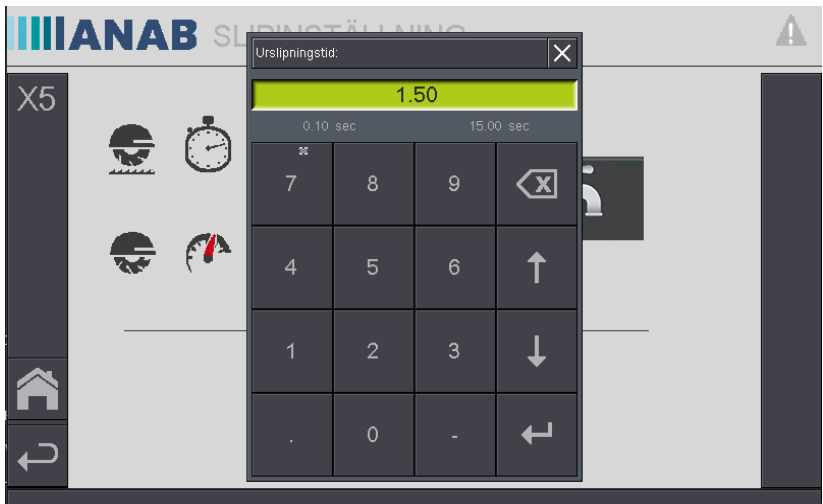 ANAB SLIPINSTÄLLNING
Urslipningstid:
X5
1.50
0.10 sec 15.00 sec
7 8 9
4 5 6
1 2 3
. 0 -